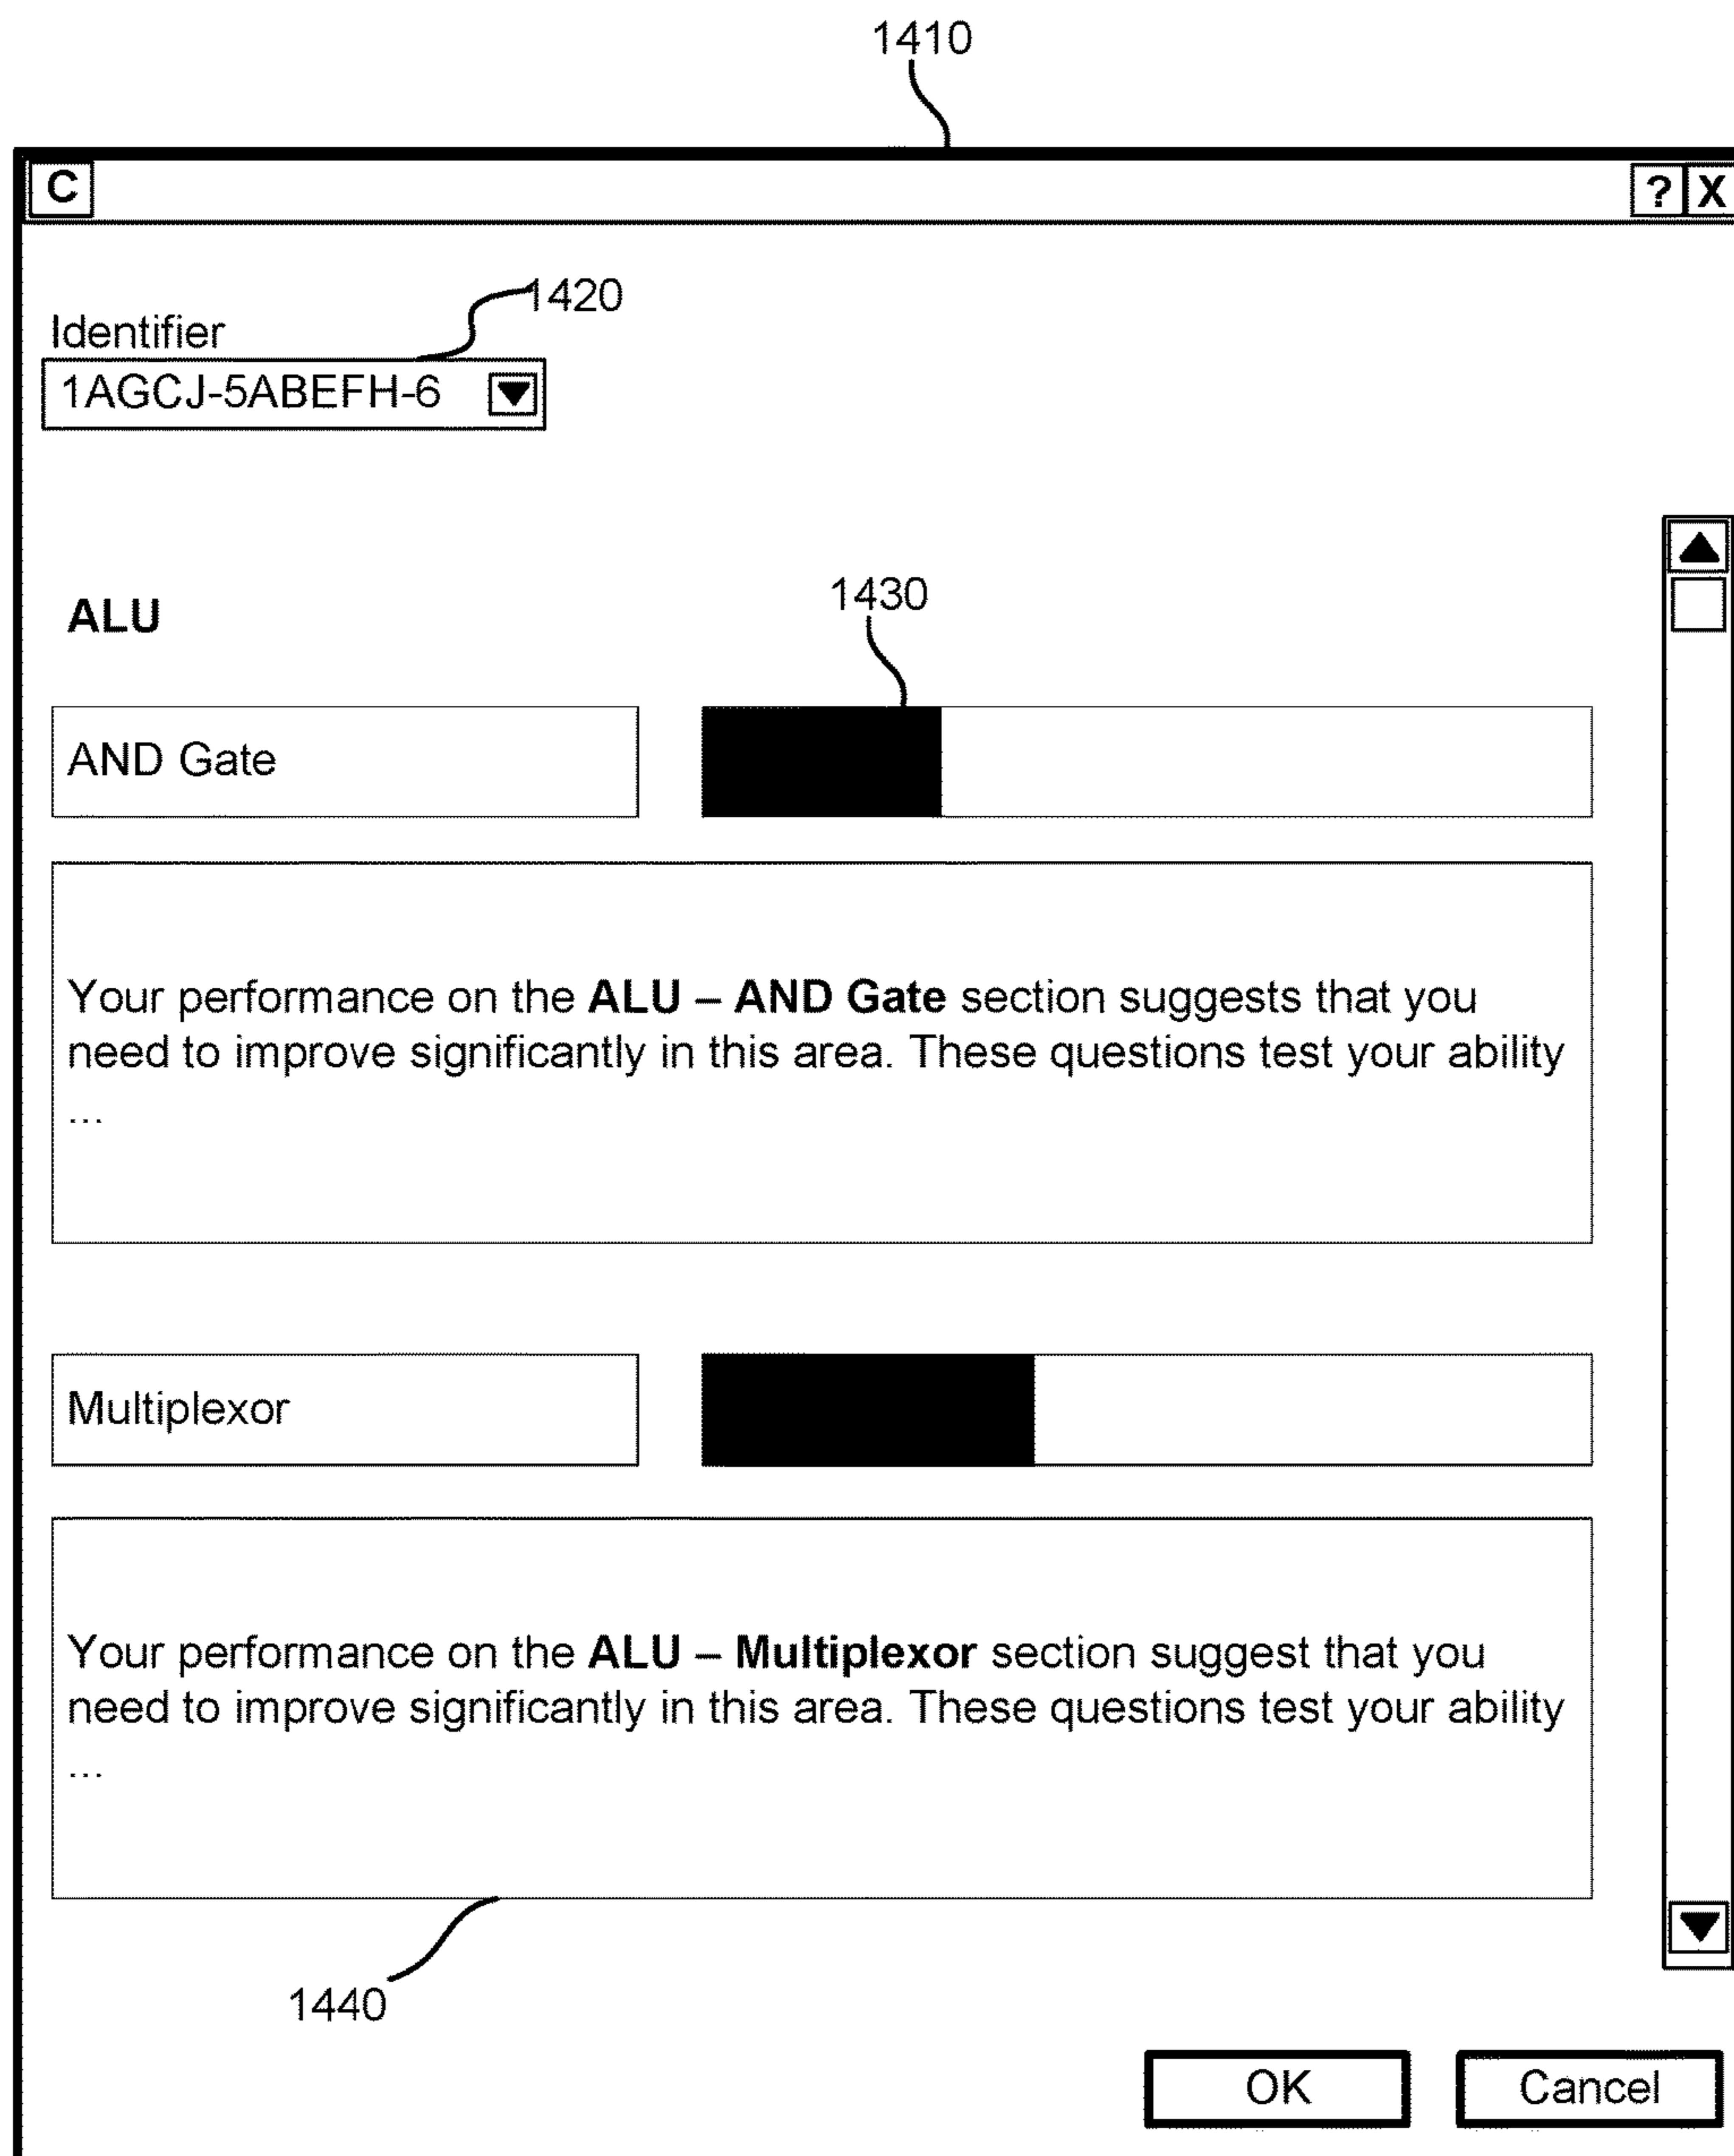 1410
C
? X
1420
Identifier
1AGCJ-5ABEFH-6
ALU
1430
AND Gate
Your performance on the ALU – AND Gate section suggests that you
need to improve significantly in this area. These questions test your ability
...
Multiplexor
Your performance on the ALU – Multiplexor section suggest that you
need to improve significantly in this area. These questions test your ability
...
1440
OK
Cancel